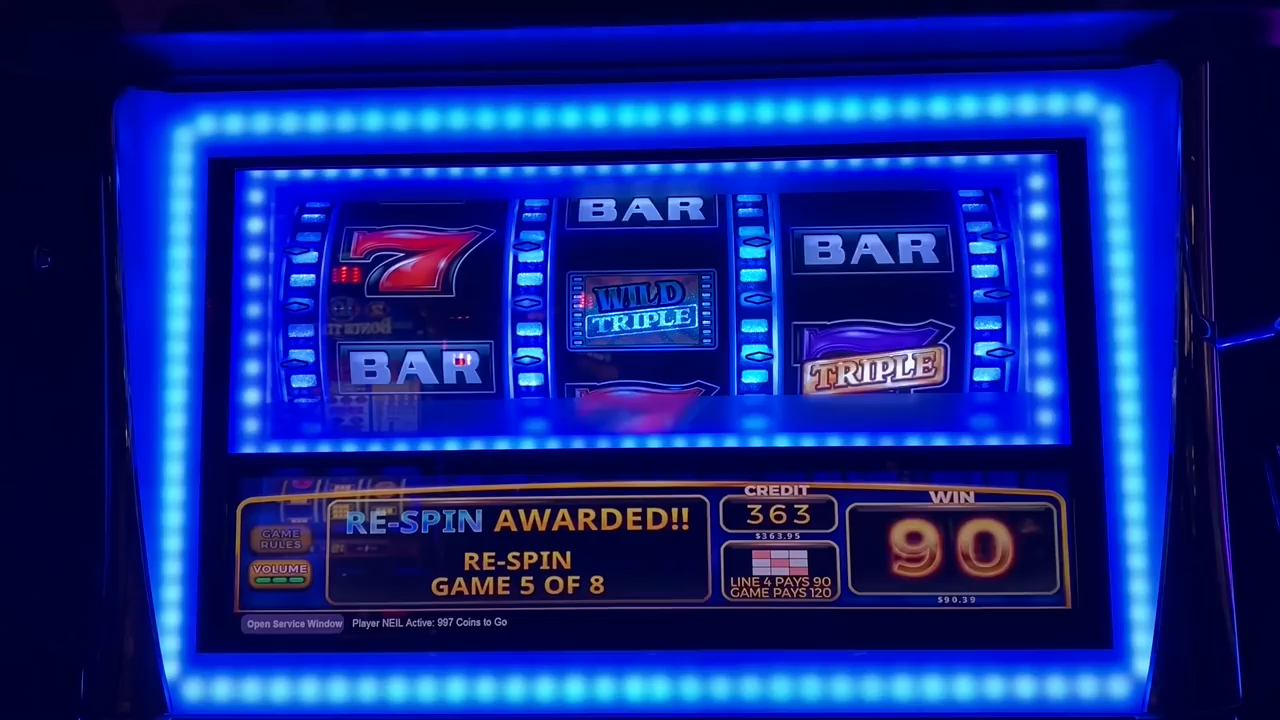 BAR
7
BAR
WILD
TRIPLE
BAR
TRIPLE
RE-SPIN AWARDED!!
RE-SPIN
GAME 5 OF 8
GAME
RULES
VOLUME
CREDIT
363
$363.95
LINE 4 PAYS 90
GAME PAYS 120
WIN
90
$90.39
Open Service Window
Player NEIL Active: 997 Coins to Go